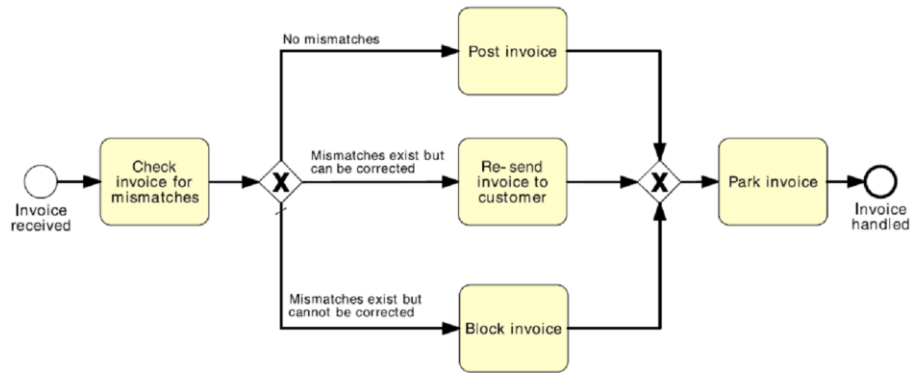 No mismatches
Post invoice
Check
invoice for
mismatches
Mismatches exist but
can be corrected
X
Re- send
invoice to
customer
X
Park invoice
Invoice
received
Invoice
handled
Mismatches exist but
cannot be corrected
Block invoice